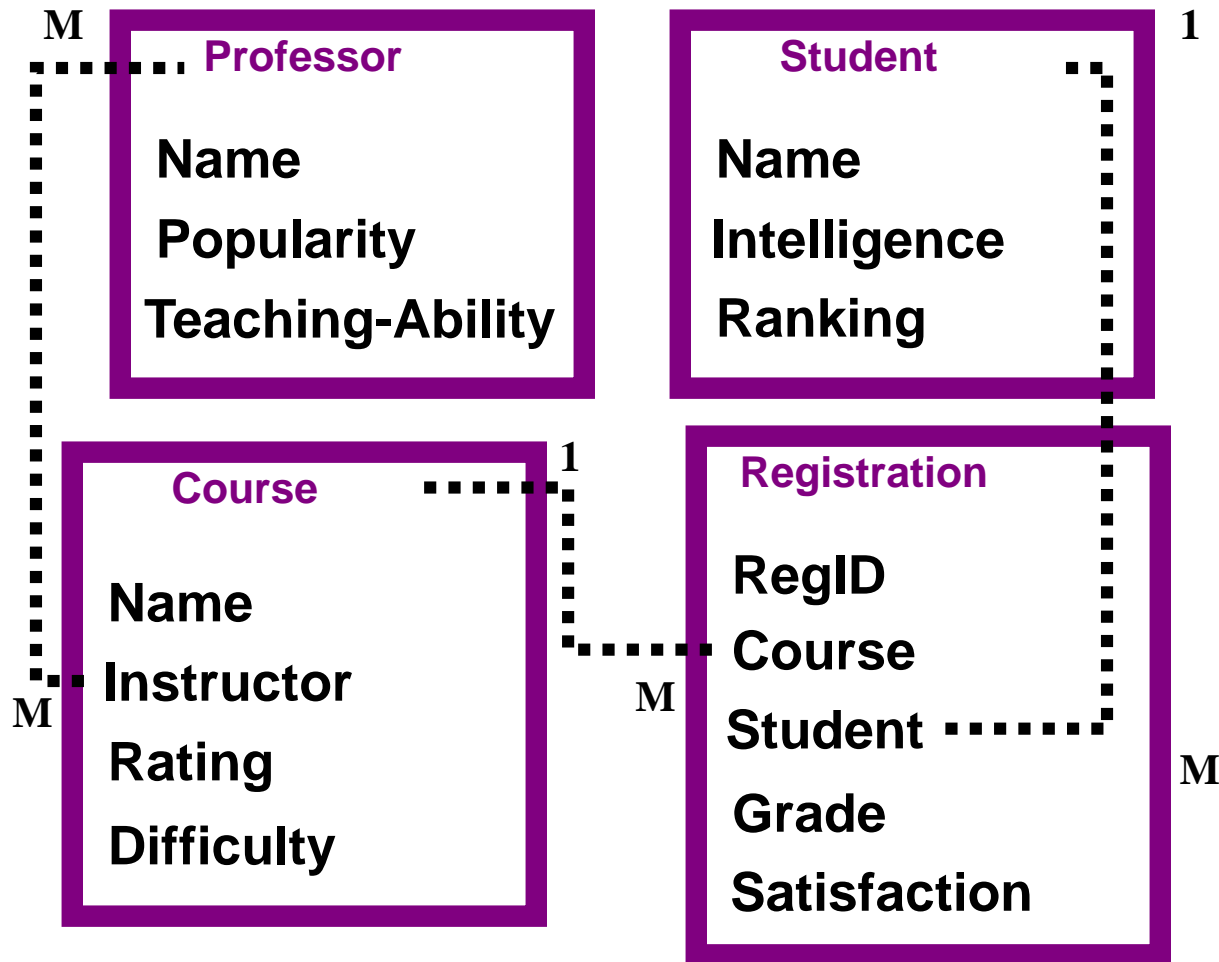 M
Professor
Name
Popularity
Teaching-Ability
1
Student
Name
Intelligence
Ranking
1
Course
Name
Instructor
M
Rating
Difficulty
Registration
RegID
Course
M
Student
M
Grade
Satisfaction